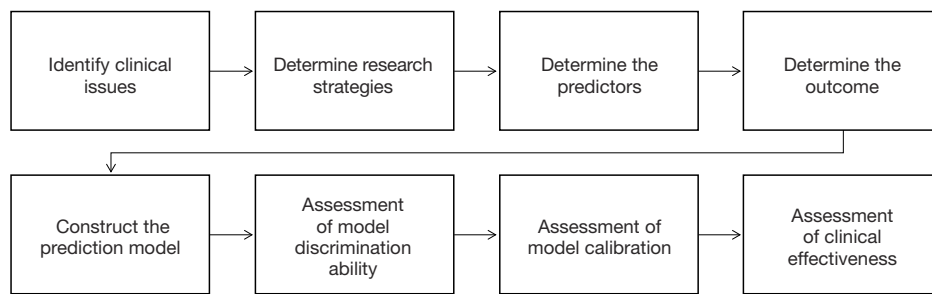 Identify clinical
issues
Determine research
strategies
Determine the
predictors
Determine the
outcome
Construct the
prediction model
Assessment
of model
discrimination
ability
Assessment of
model calibration
Assessment
of clinical
effectiveness